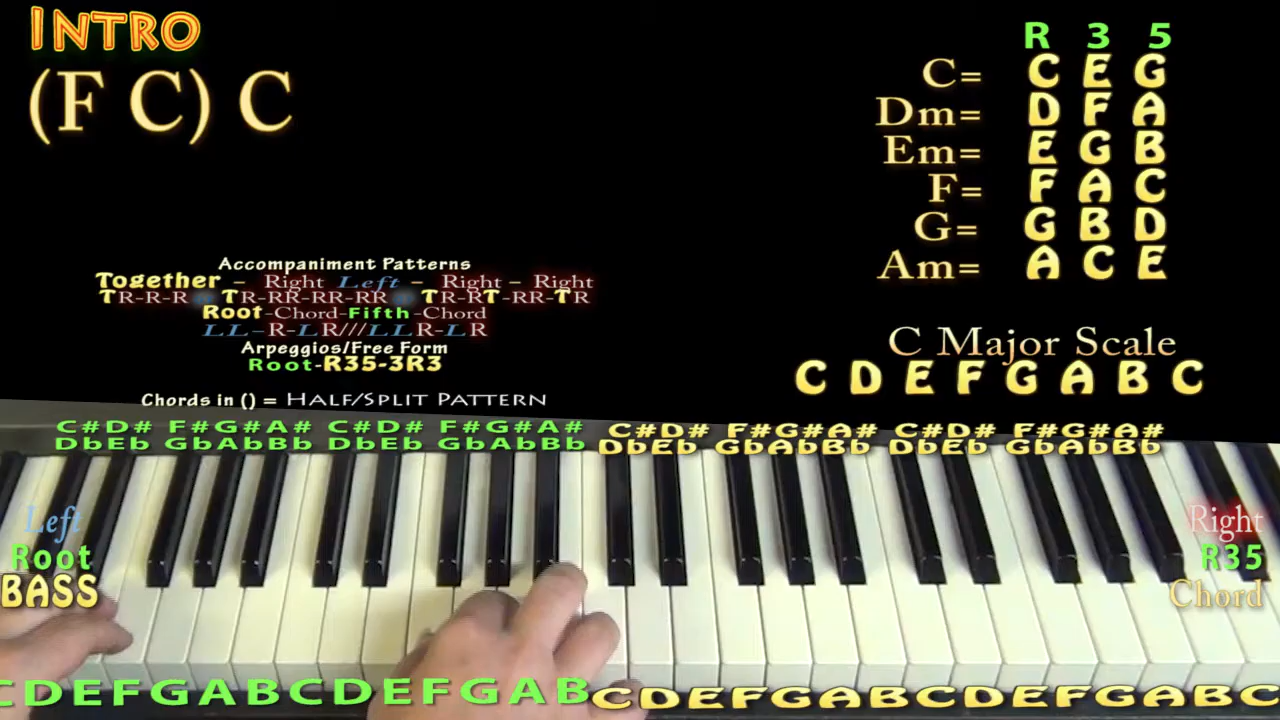 INTRO
(F C) C
R 3 5
C= C E G
Dm= D F A
Em= E G B
F= F A C
G= G B D
Am= A C E
C Major Scale
C D E F G A B C
Accompaniment Patterns
Together - Right Left - Right - Right
TR-R-R TR-RR-RR-RR TR-RT-RR-TR
Root-Chord-Fifth-Chord
LL-R-LR///LLR-LR
Arpeggios/Free Form
Root-R35-3R3
Chords in () = Half/Split Pattern
C#D# F#G#A# C#D# F#G#A# C#D# F#G#A# C#D# F#G#A#
DbEb GbAbBb DbEb GbAbBb DbEb GbAbBb DbEb GbAbBb
Left
Root
BASS
Right
R35
Chord
CDEFGABCDEFGABCDEFGABCDEFGABC